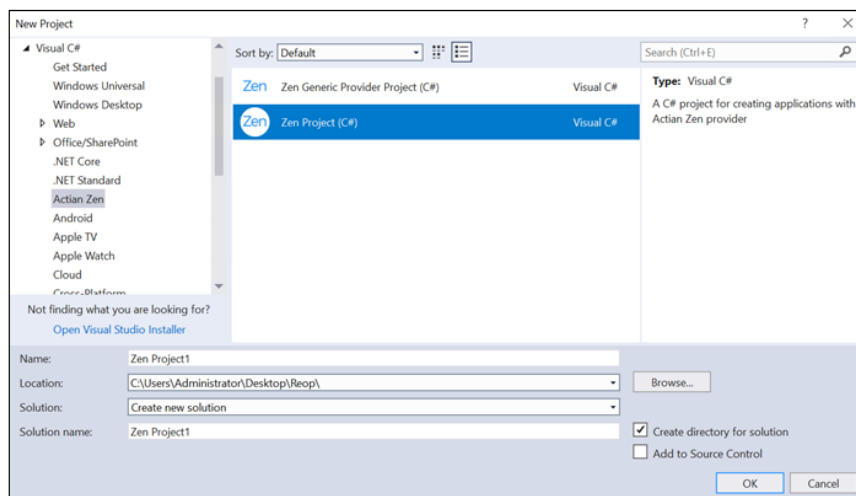 New Project
? ×
Visual C#
Get Started
Windows Universal
Windows Desktop
Web
Office/SharePoint
.NET Core
.NET Standard
Actian Zen
Android
Apple TV
Apple Watch
Cloud
Cross-Platform
Not finding what you are looking for?
Open Visual Studio Installer
Sort by: Default
Zen Zen Generic Provider Project (C#) Visual C#
Zen Zen Project (C#) Visual C#
Search (Ctrl+E)
Type: Visual C#
A C# project for creating applications with
Actian Zen provider
Name: Zen Project1
Location: C:\Users\Administrator\Desktop\Reop\
Browse...
Solution: Create new solution
Solution name: Zen Project1
Create directory for solution
Add to Source Control
OK Cancel